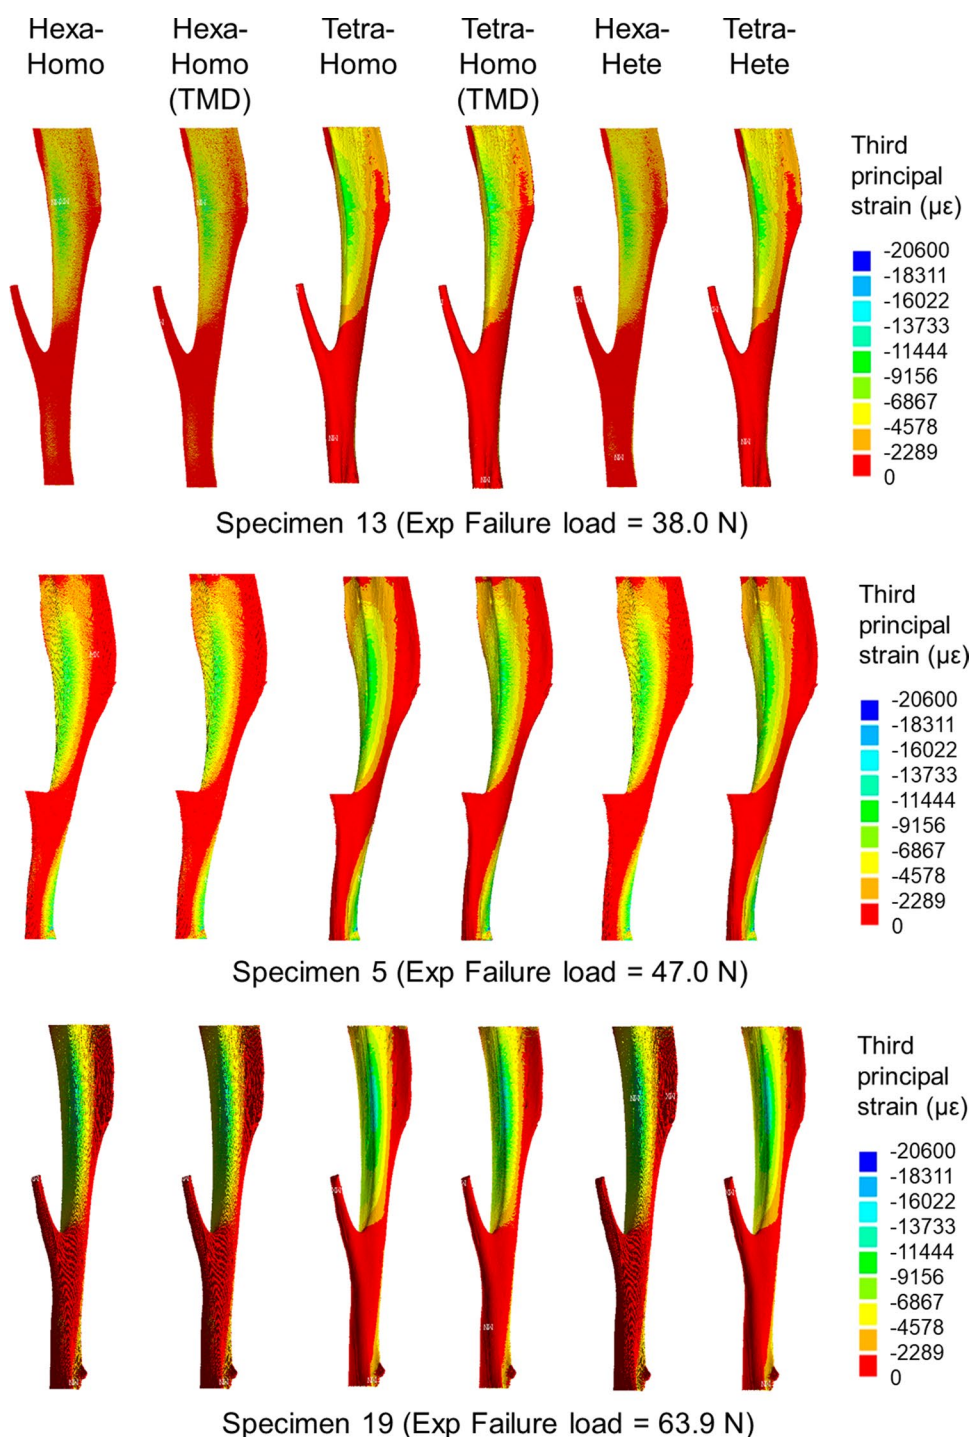 Hexa- Hexa- Tetra- Tetra- Hexa- Tetra-
Homo Homo Homo Homo Hete Hete
(TMD) (TMD)
Third
principal
strain (µε)
-20600
-18311
-16022
-13733
-11444
-9156
-6867
-4578
-2289
0
Specimen 13 (Exp Failure load = 38.0 N)
Third
principal
strain (µε)
-20600
-18311
-16022
-13733
-11444
-9156
-6867
-4578
-2289
0
Specimen 5 (Exp Failure load = 47.0 N)
Third
principal
strain (µε)
-20600
-18311
-16022
-13733
-11444
-9156
-6867
-4578
-2289
0
Specimen 19 (Exp Failure load = 63.9 N)